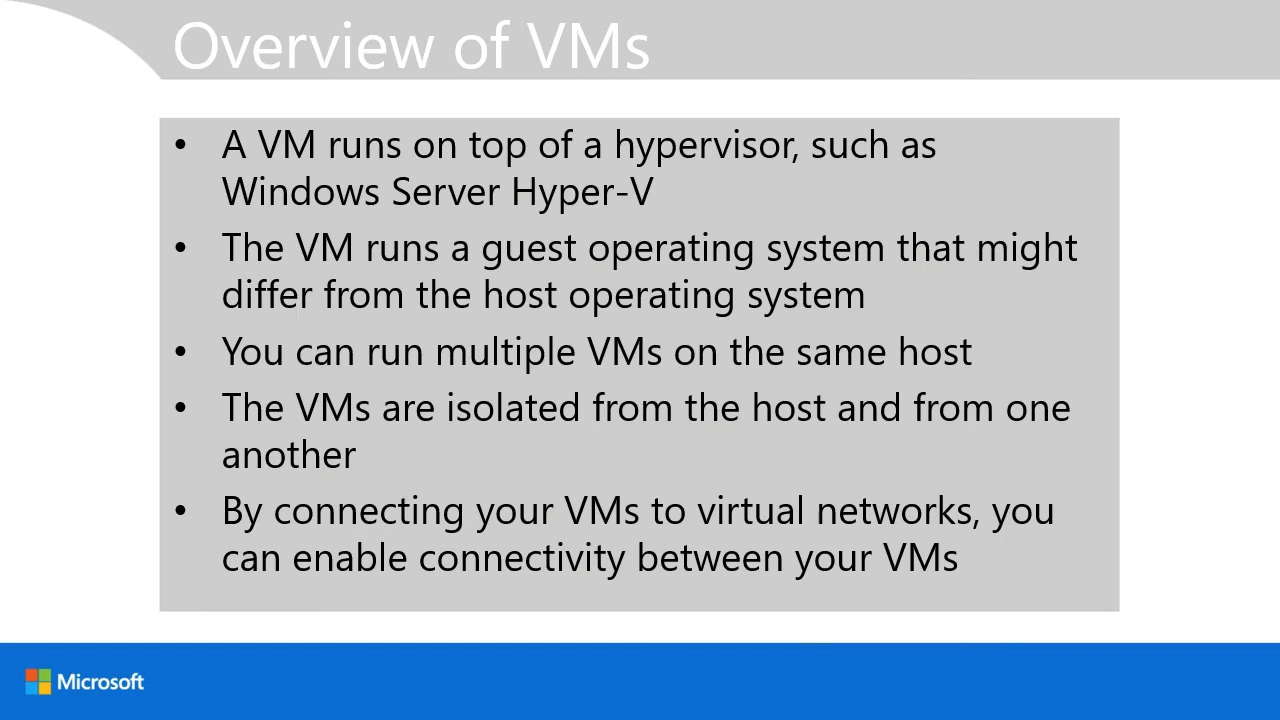 Overview of VMs
• A VM runs on top of a hypervisor, such as
Windows Server Hyper-V
• The VM runs a guest operating system that might
differ from the host operating system
• You can run multiple VMs on the same host
• The VMs are isolated from the host and from one
another
• By connecting your VMs to virtual networks, you
can enable connectivity between your VMs
Microsoft